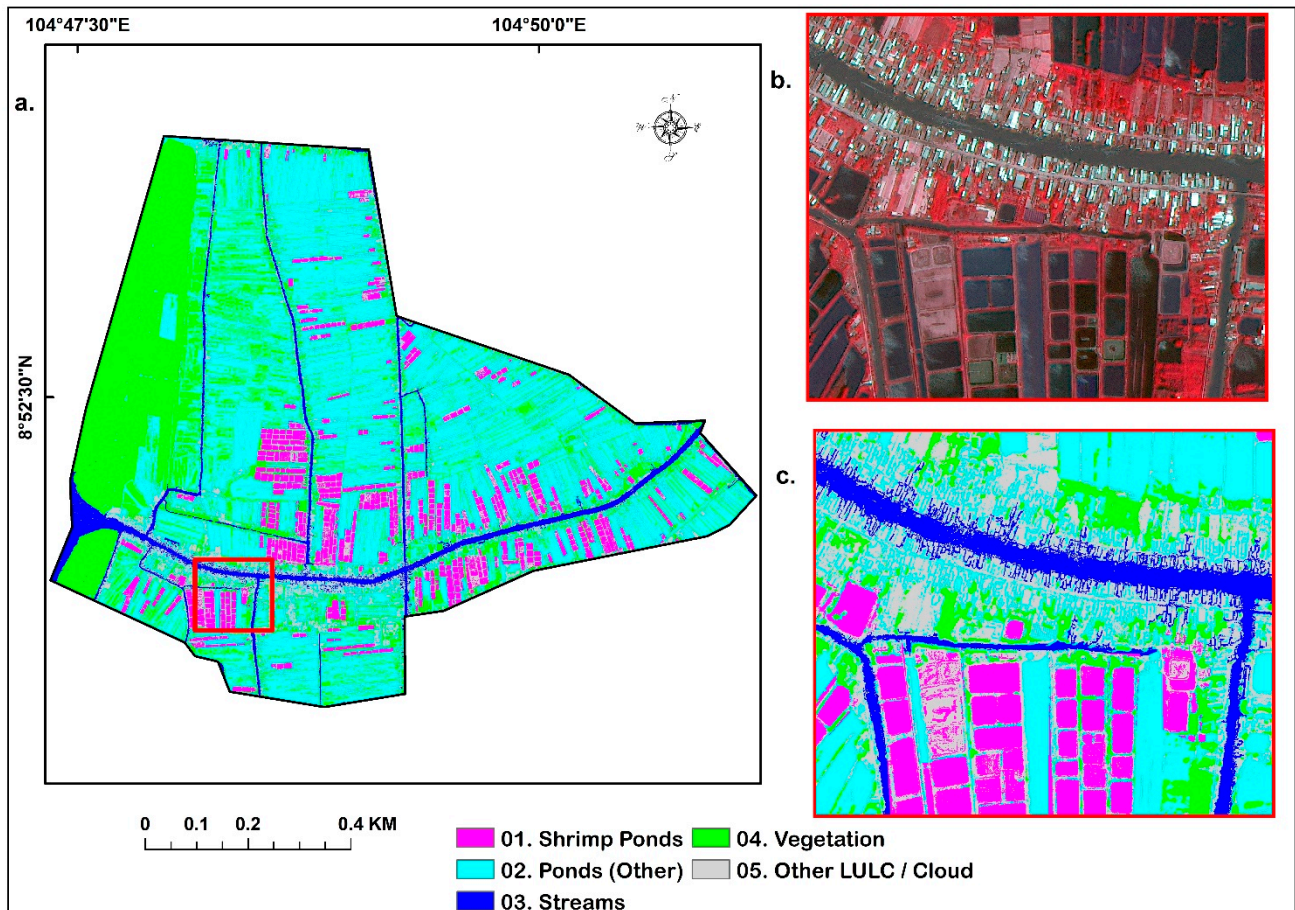 104°47'30"E
104°50'0"E
a.
b.
N
W
E
S
8°52'30"N
c.
0 0.1 0.2 0.4 KM
01. Shrimp Ponds
04. Vegetation
02. Ponds (Other)
05. Other LULC / Cloud
03. Streams